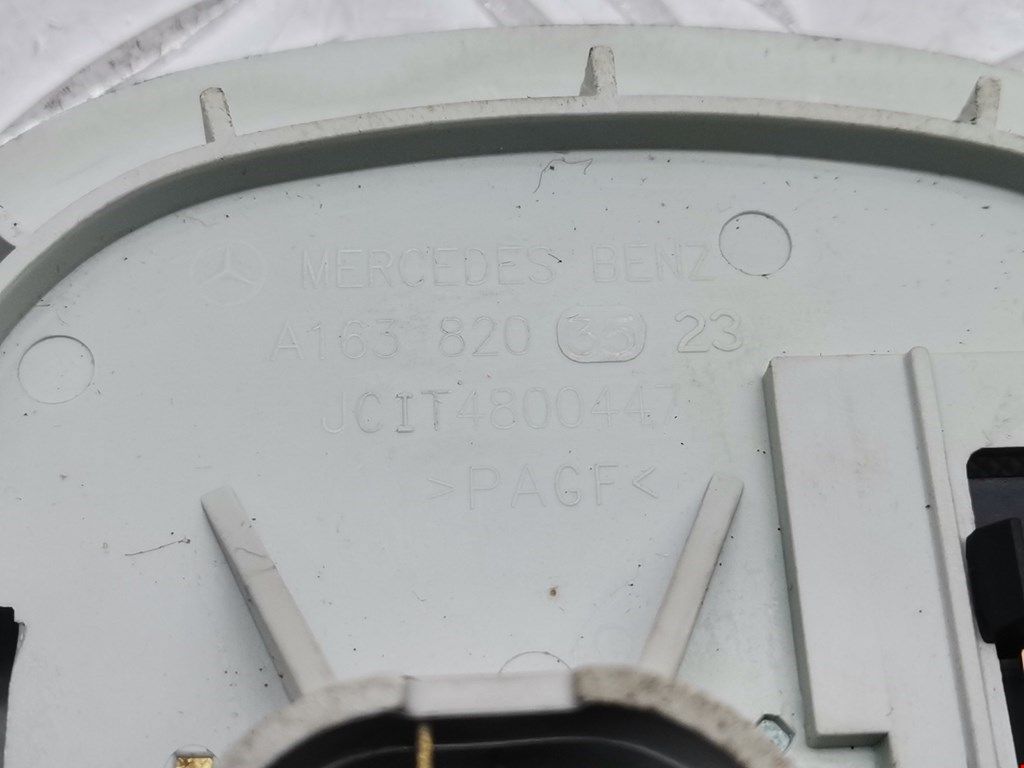 MERCEDES BENZ
A163 820 35 23
JCIT4800447
>PAGF<